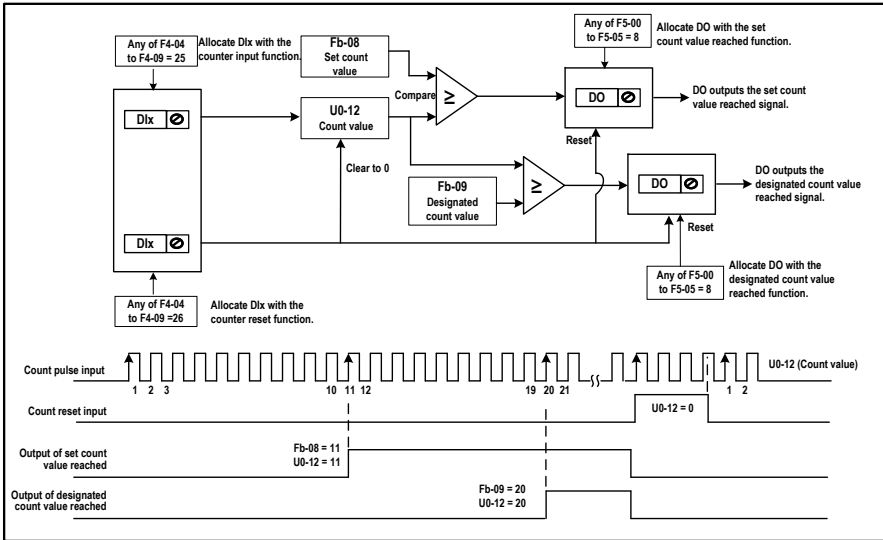 Any of F4-04
to F4-09 = 25
Allocate DIx with the
counter input function.
Fb-08
Set count
value
Any of F5-00
to F5-05 = 8
Allocate DO with the set
count value reached function.
DIx
U0-12
Count value
Compare
≥
DO
DO outputs the set count
value reached signal.
Reset
Clear to 0
Fb-09
Designated
count value
≥
DO
DO outputs the
designated count value
reached signal.
Reset
DIx
Any of F4-04
to F4-09 =26
Allocate DIx with the
counter reset function.
Any of F5-00
to F5-05 = 8
Allocate DO with the
designated count value
reached function.
Count pulse input
U0-12 (Count value)
1 2 3 10 11 12 19 20 21 1 2
Count reset input
U0-12 = 0
Output of set count
value reached
Fb-08 = 11
U0-12 = 11
Output of designated
count value reached
Fb-09 = 20
U0-12 = 20